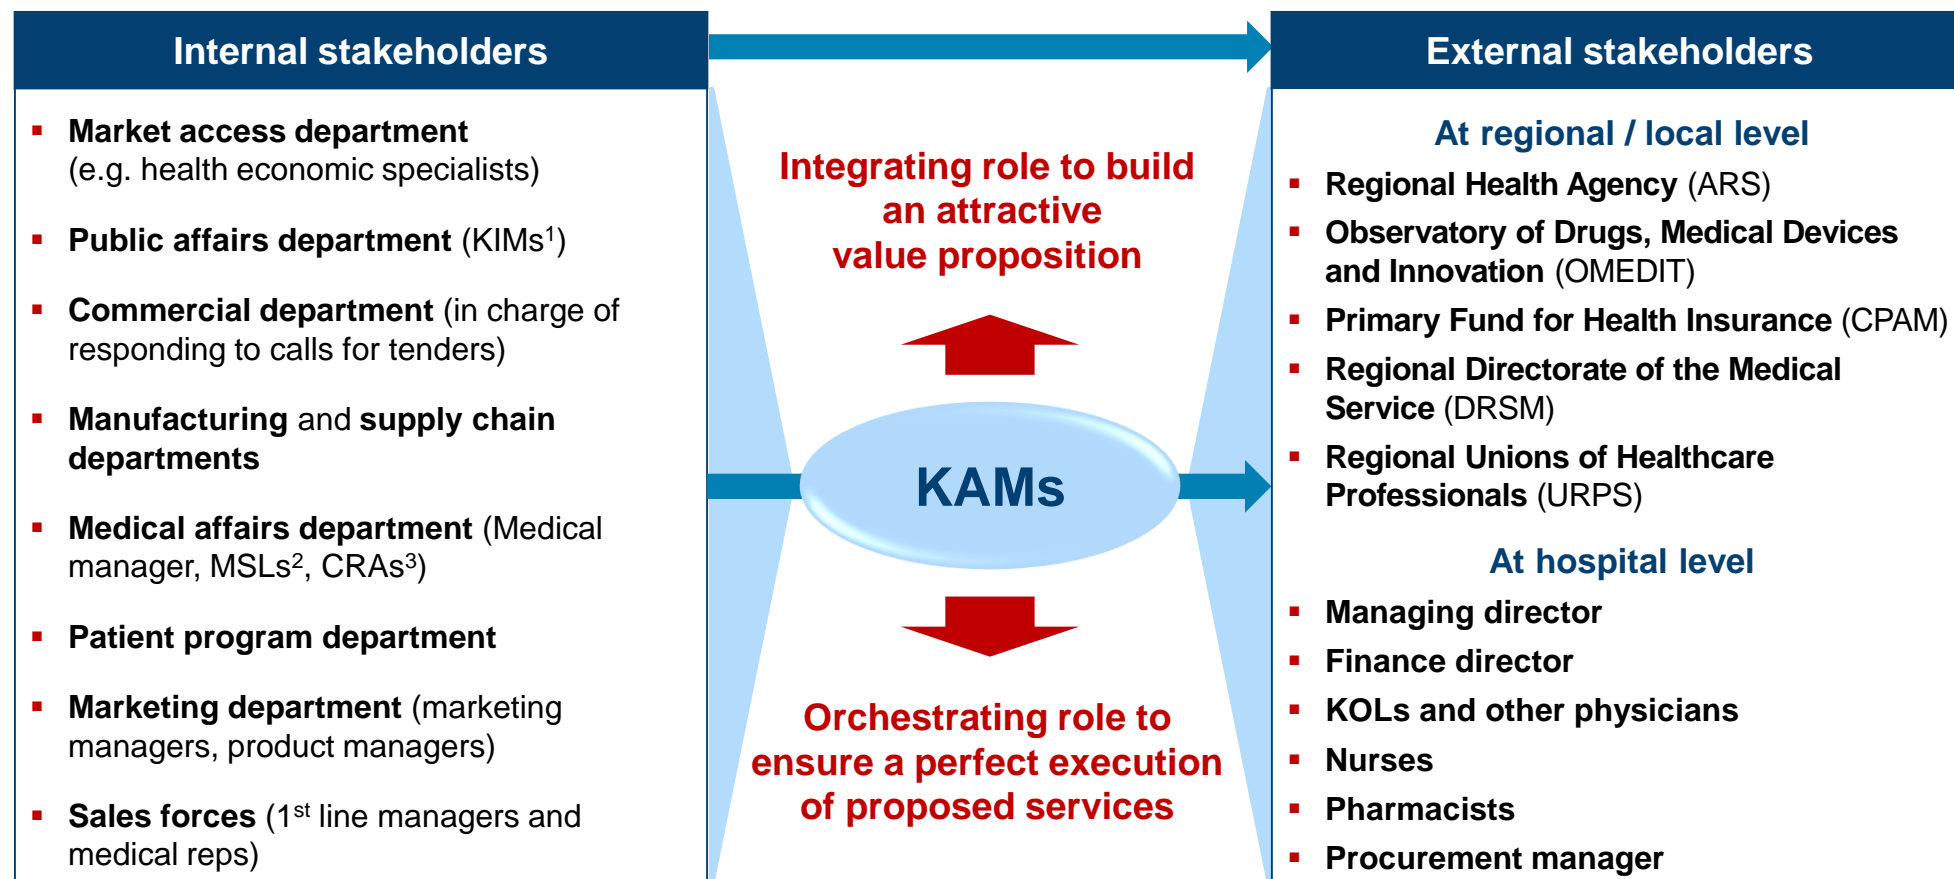 Internal stakeholders
▪ Market access department
(e.g. health economic specialists)
▪ Public affairs department (KIMs¹)
▪ Commercial department (in charge of
responding to calls for tenders)
▪ Manufacturing and supply chain
departments
▪ Medical affairs department (Medical
manager, MSLs², CRAs³)
▪ Patient program department
▪ Marketing department (marketing
managers, product managers)
▪ Sales forces (1st line managers and
medical reps)
Integrating role to build
an attractive
value proposition
KAMs
Orchestrating role to
ensure a perfect execution
of proposed services
External stakeholders
At regional / local level
▪ Regional Health Agency (ARS)
▪ Observatory of Drugs, Medical Devices
and Innovation (OMEDIT)
▪ Primary Fund for Health Insurance (CPAM)
▪ Regional Directorate of the Medical
Service (DRSM)
▪ Regional Unions of Healthcare
Professionals (URPS)
At hospital level
▪ Managing director
▪ Finance director
▪ KOLs and other physicians
▪ Nurses
▪ Pharmacists
▪ Procurement manager